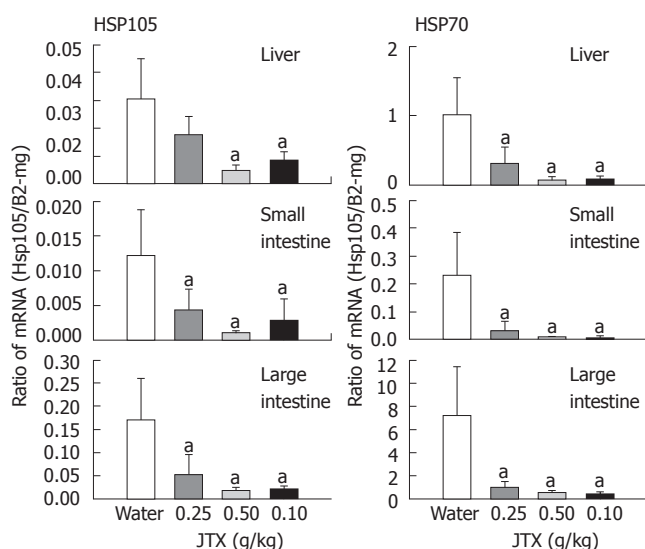 HSP105
Liver
Ratio of mRNA (Hsp105/B2-mg)
0.05
0.04
0.03
0.02
0.01
0.00
a
a
Small
intestine
0.020
0.015
0.010
0.005
0.000
a
a
a
Large
intestine
0.30
0.25
0.20
0.15
0.10
0.05
0.00
a
a
a
Water
0.25
0.50
0.10
JTX (g/kg)
HSP70
Liver
Ratio of mRNA (Hsp105/B2-mg)
2
1
0
a
a
a
Small
intestine
0.5
0.4
0.3
0.2
0.1
0.0
a
a
a
Large
intestine
12
10
8
6
4
2
0
a
a
a
Water
0.25
0.50
0.10
JTX (g/kg)